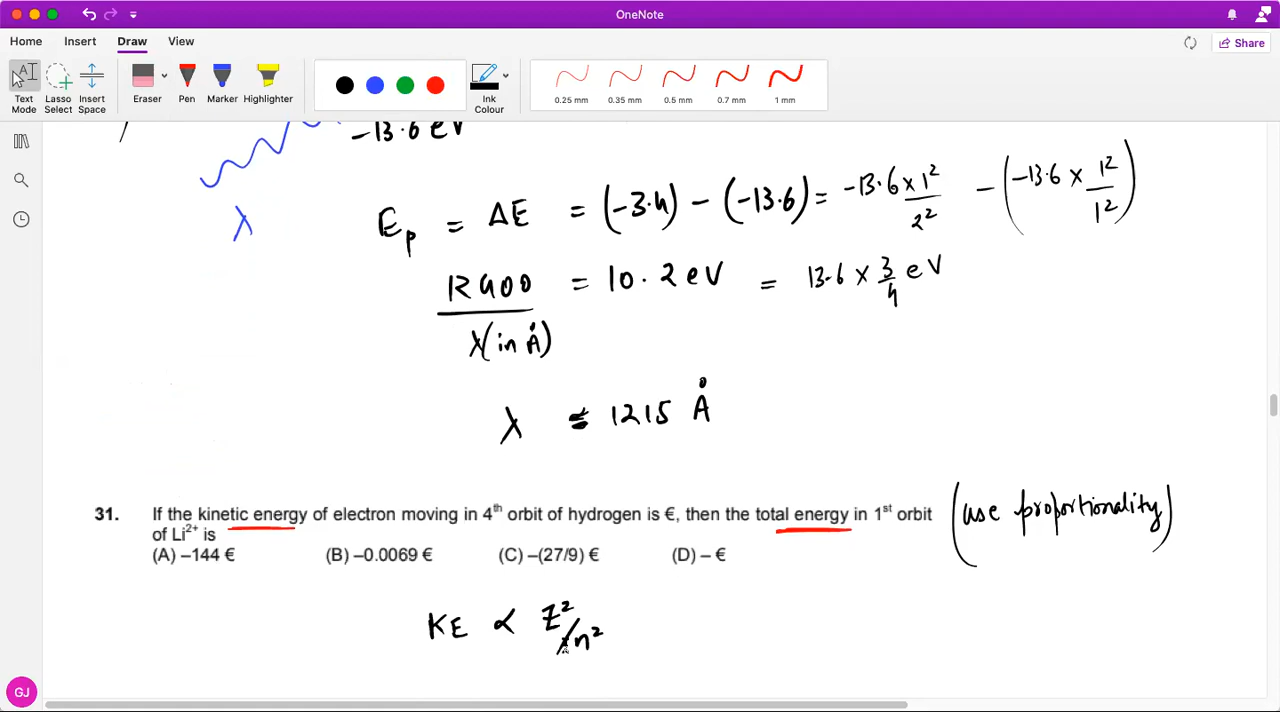 OneNote
Home Insert Draw View
Share
Text Mode
Lasso Select
Insert Space
Eraser
Pen
Marker
Highlighter
Ink Colour
0.25 mm 0.35 mm 0.5 mm 0.7 mm 1 mm
-13.6 eV
λ
Ep = ΔE = (-3.4) - (-13.6) = -13.6 x 1²/2² - (-13.6 x 1²/1²)
12400/λ(in Å) = 10.2 eV = 13.6 x 3/4 eV
λ = 1215 Å
31. If the kinetic energy of electron moving in 4th orbit of hydrogen is €, then the total energy in 1st orbit
of Li2+ is
(use proportionality)
(A) –144 € (B) –0.0069 € (C) –(27/9) € (D) – €
KE ∝ Z²/n²
GJ